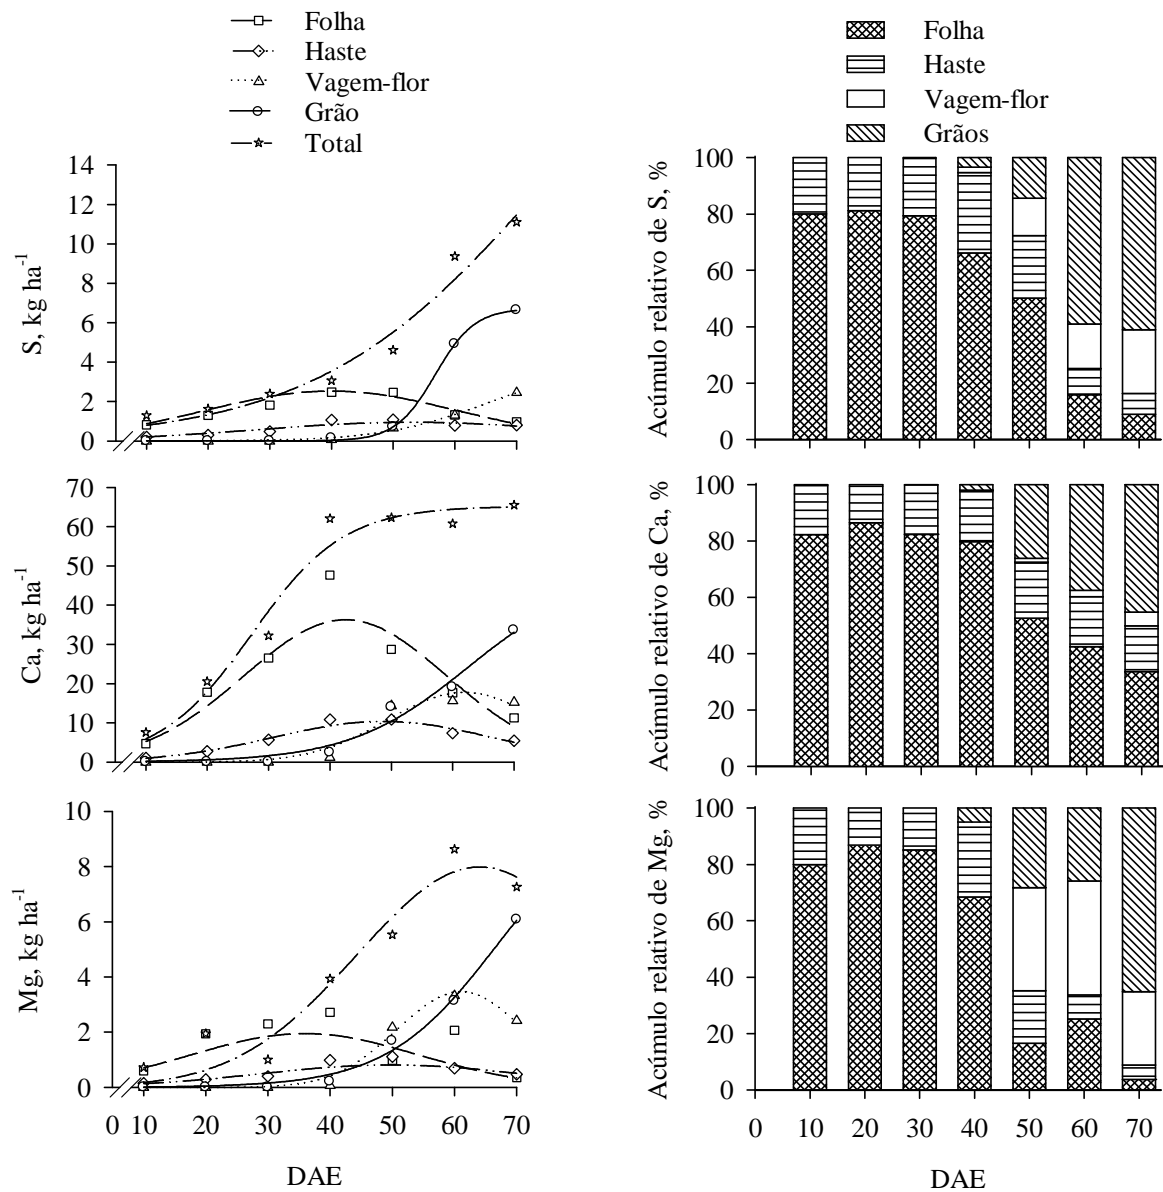 Folha
Haste
Vagem-flor
Grão
Total
Folha
Haste
Vagem-flor
Grãos
S, kg ha-1
14
12
10
8
6
4
2
0
Acúmulo relativo de S, %
100
80
60
40
20
0
Ca, kg ha-1
70
60
50
40
30
20
10
0
Acúmulo relativo de Ca, %
100
80
60
40
20
0
Mg, kg ha-1
10
8
6
4
2
0
0 10 20 30 40 50 60 70
DAE
Acúmulo relativo de Mg, %
100
80
60
40
20
0
0 10 20 30 40 50 60 70
DAE